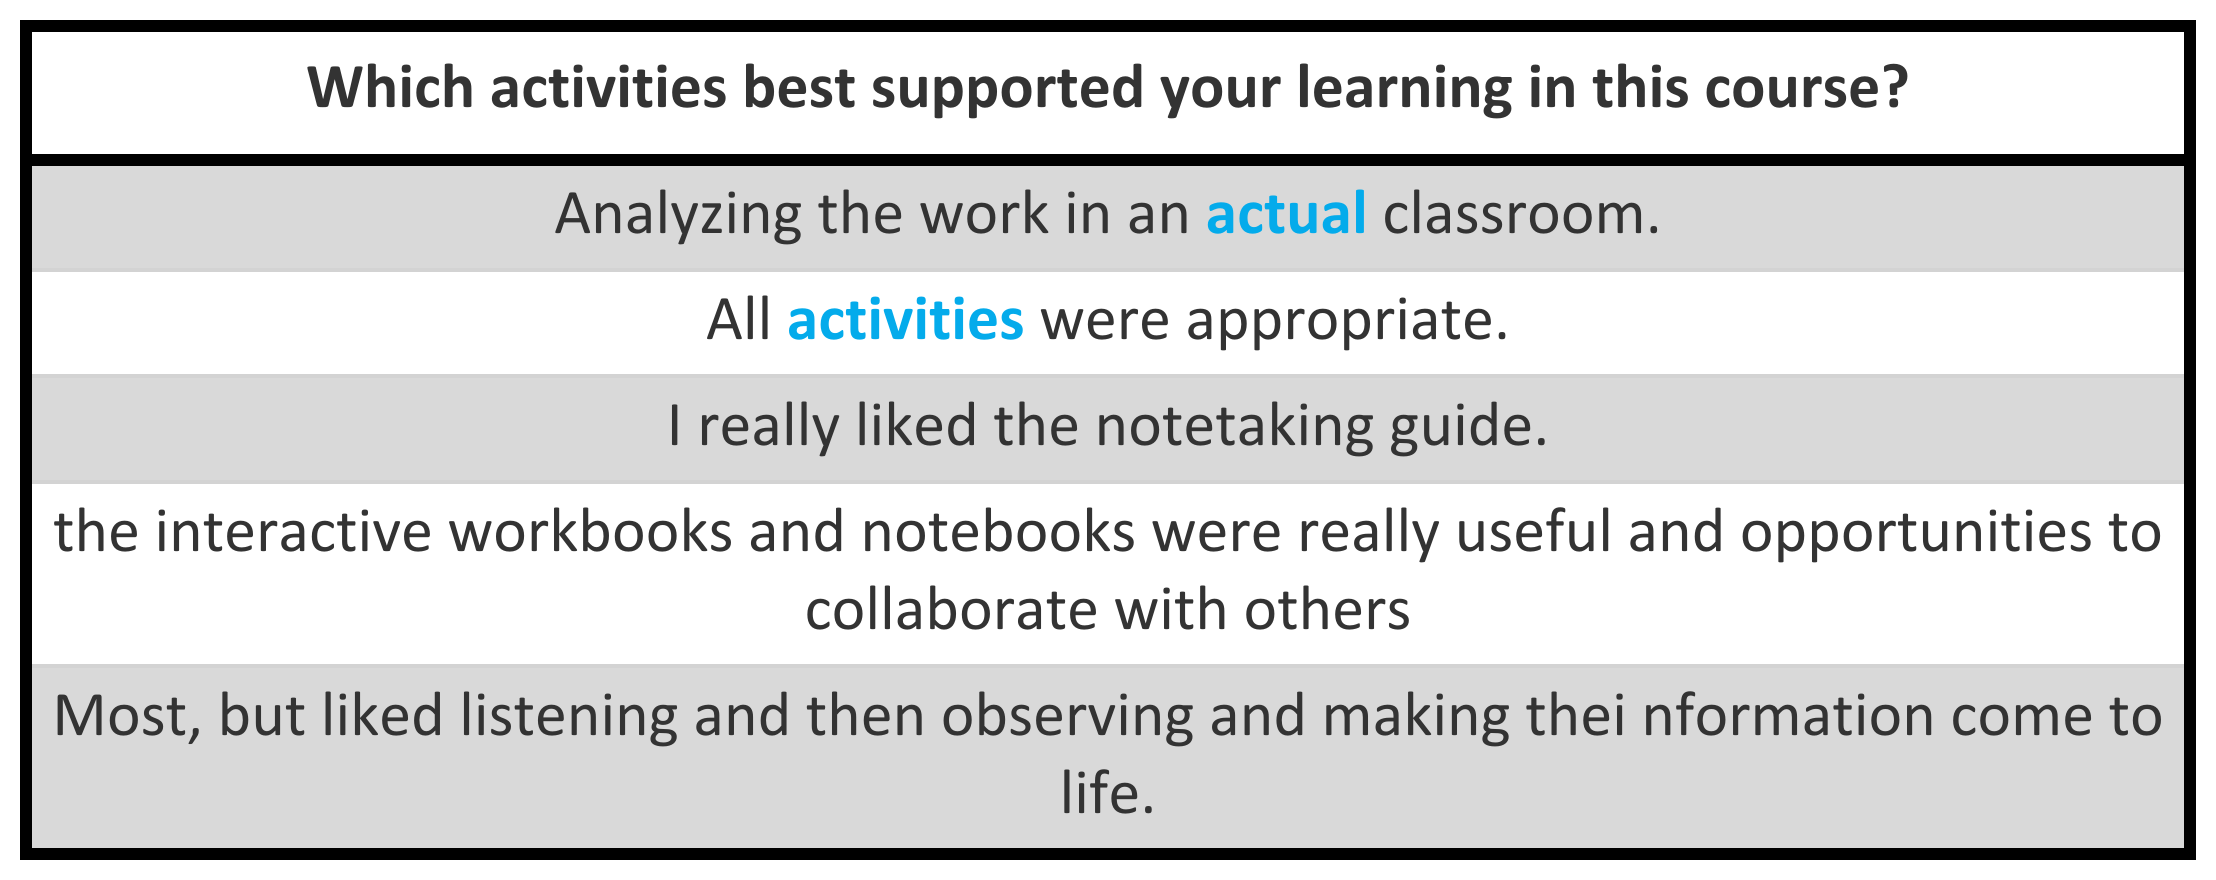 Which activities best supported your learning in this course?
Analyzing the work in an actual classroom.
All activities were appropriate.
I really liked the notetaking guide.
the interactive workbooks and notebooks were really useful and opportunities to
collaborate with others
Most, but liked listening and then observing and making thei nformation come to
life.